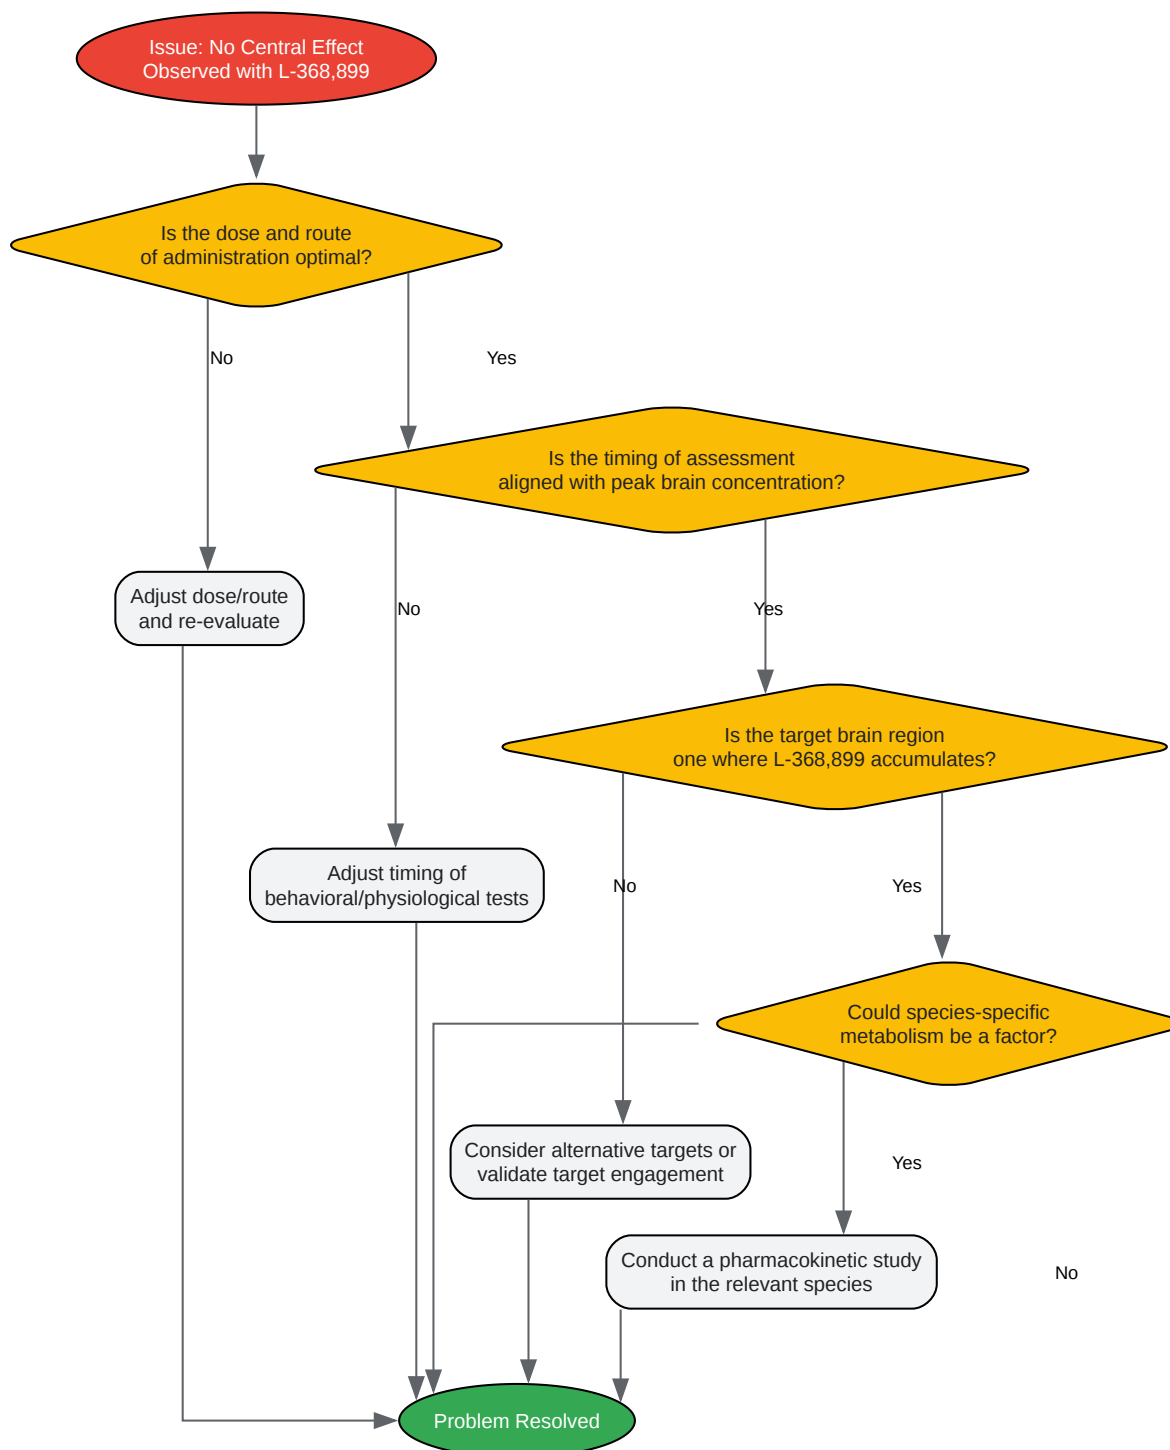 Issue: No Central Effect
Observed with L-368,899
Is the dose and route
of administration optimal?
No
Yes
Is the timing of assessment
aligned with peak brain concentration?
Adjust dose/route
and re-evaluate
No
Yes
Is the target brain region
one where L-368,899 accumulates?
Adjust timing of
behavioral/physiological tests
No
Yes
Could species-specific
metabolism be a factor?
Consider alternative targets or
validate target engagement
Yes
Conduct a pharmacokinetic study
in the relevant species
No
Problem Resolved